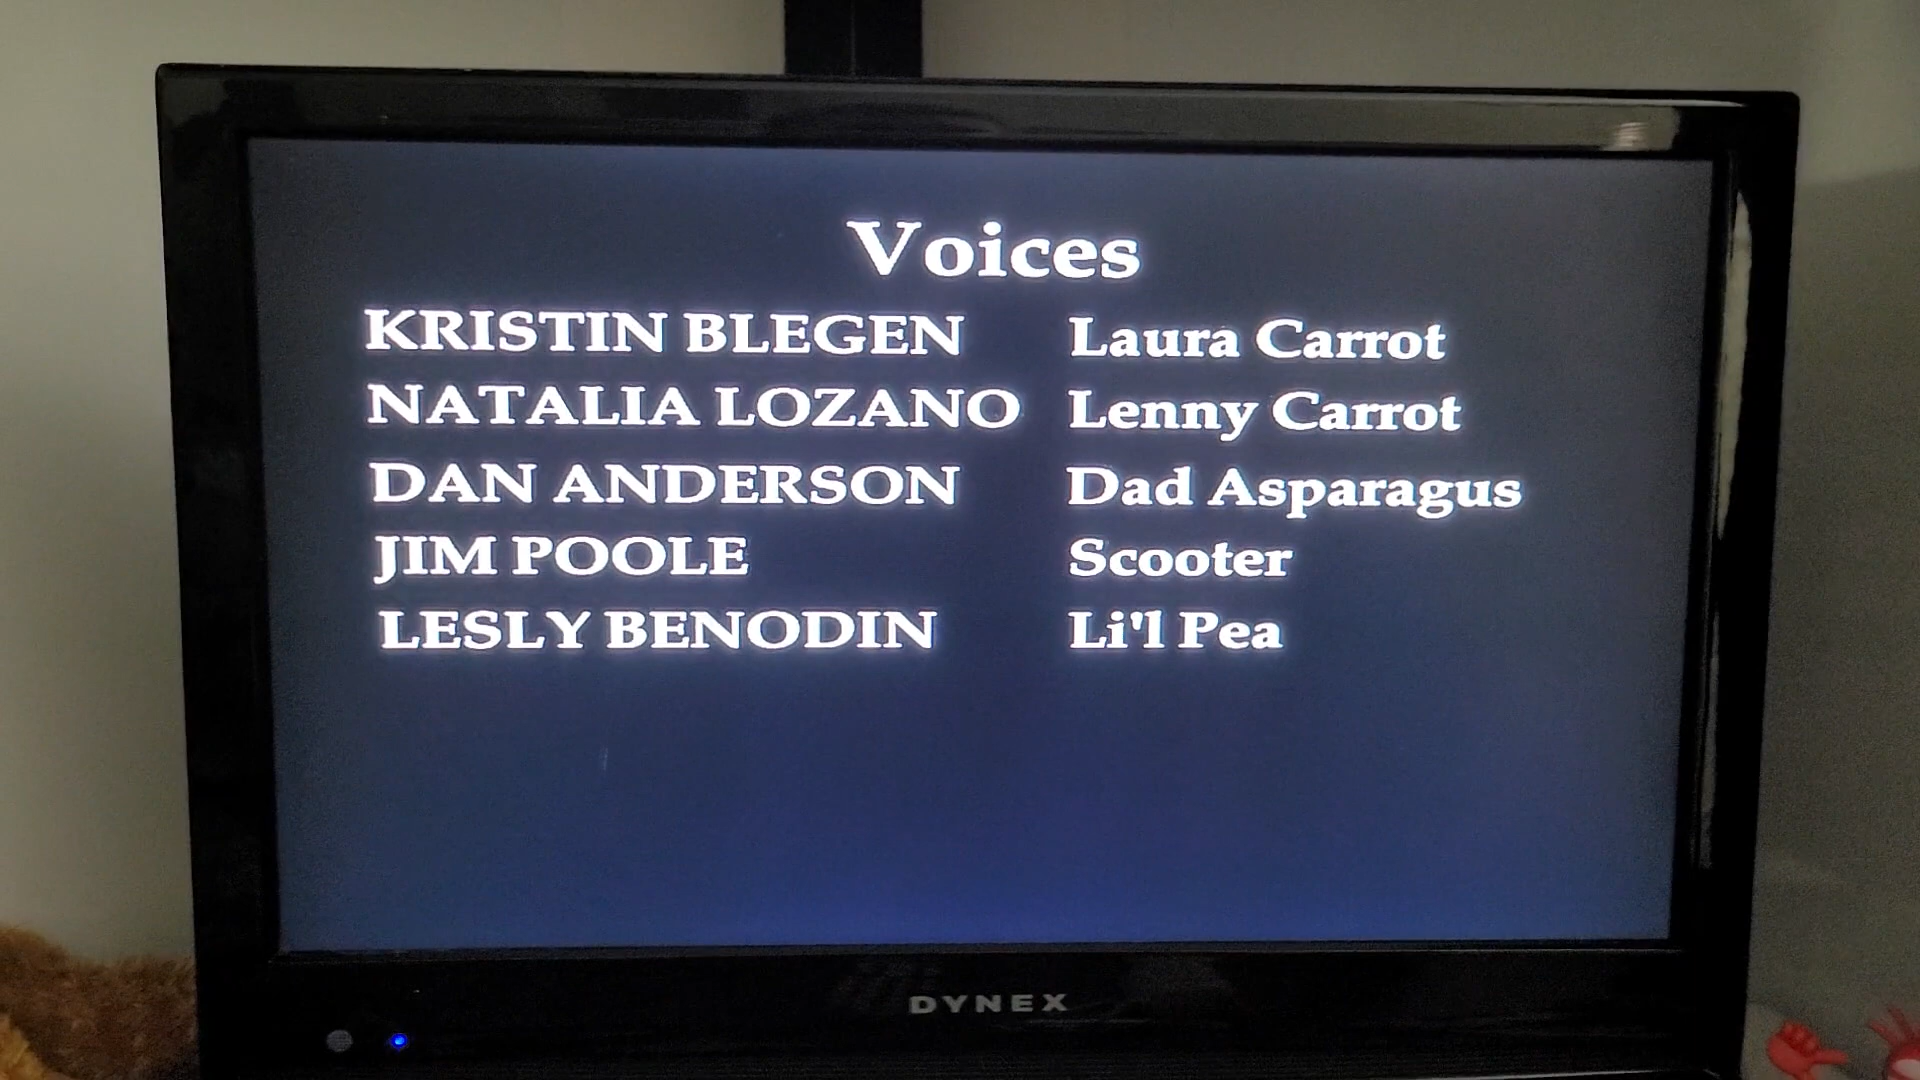 Voices
KRISTIN BLEGEN Laura Carrot
NATALIA LOZANO Lenny Carrot
DAN ANDERSON Dad Asparagus
JIM POOLE Scooter
LESLY BENODIN Li'l Pea
DYNEX